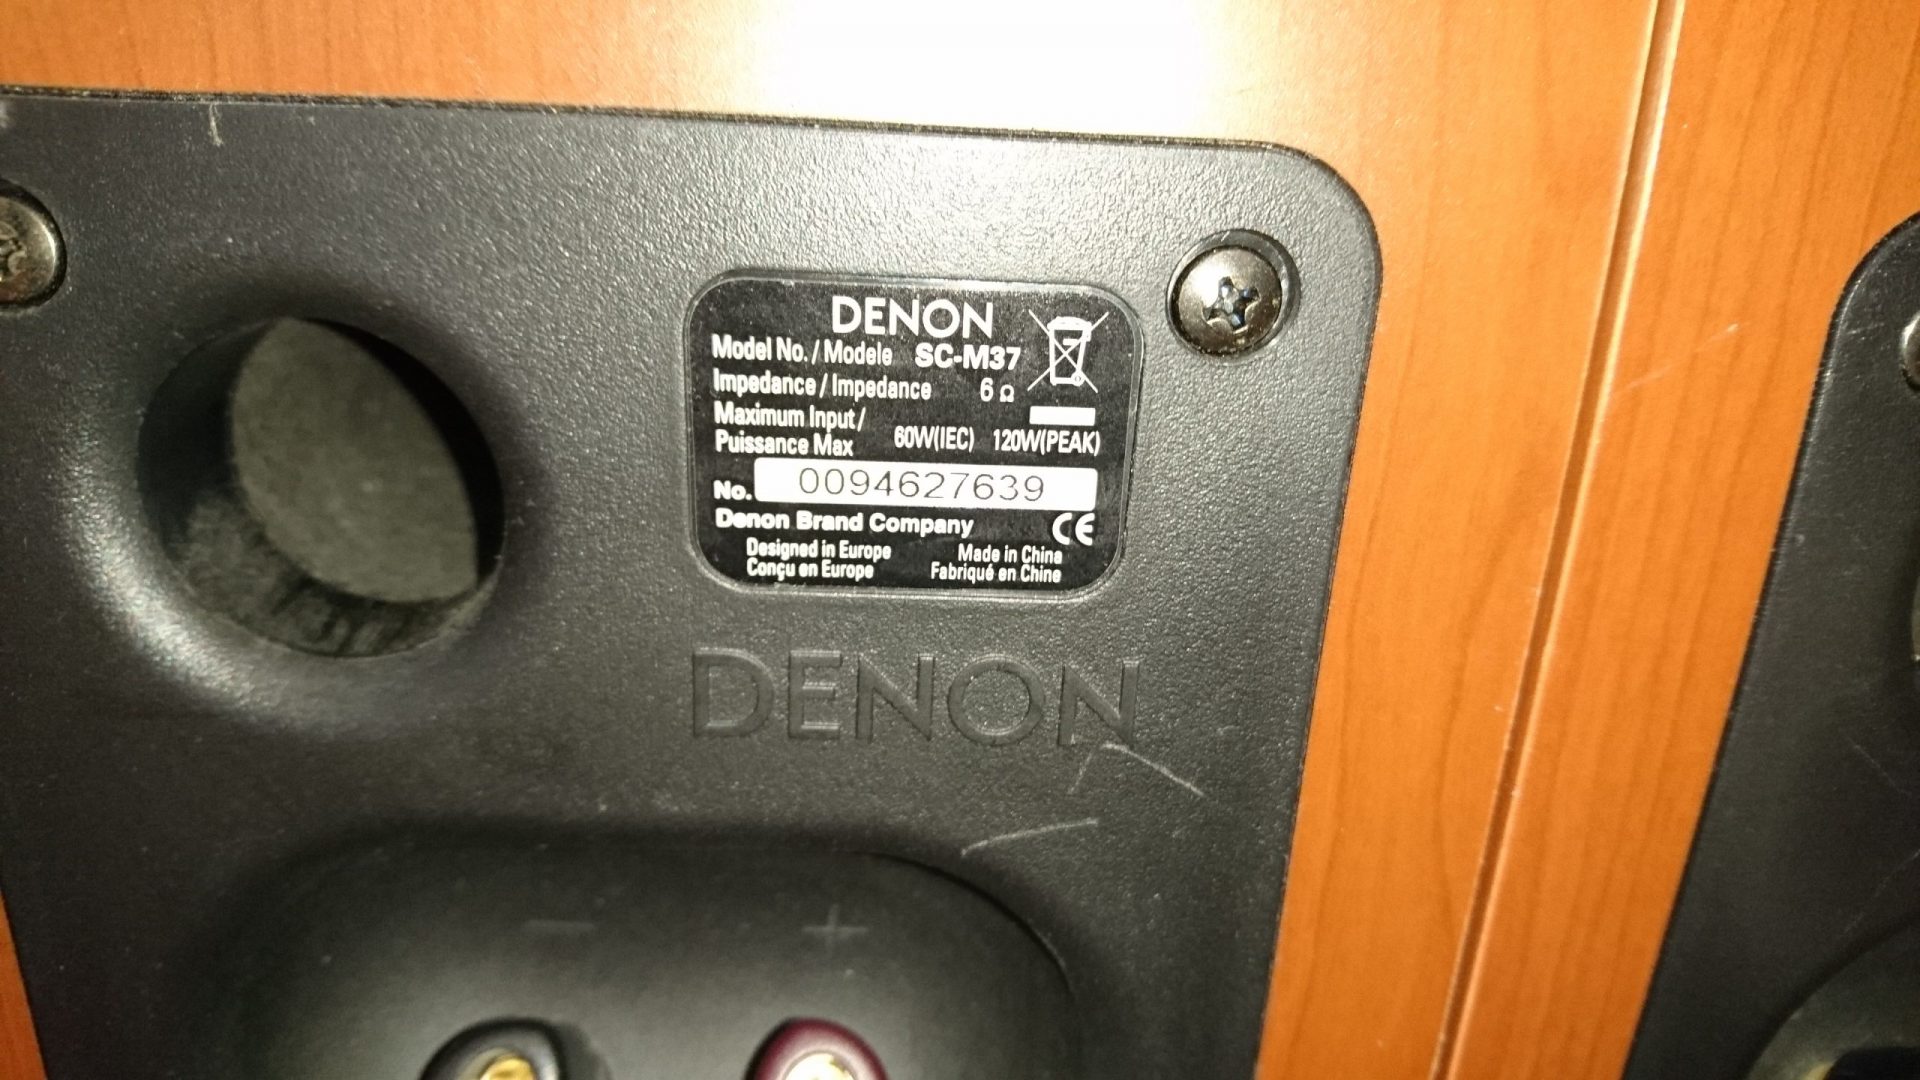 DENON
Model No. / Modele SC-M37
Impedance / Impedance 6 Ω
Maximum Input /
Puissance Max 60W(IEC) 120W(PEAK)
No. 0094627639
Denon Brand Company CE
Designed in Europe Made in China
Conçu en Europe Fabriqué en Chine
DENON
− +